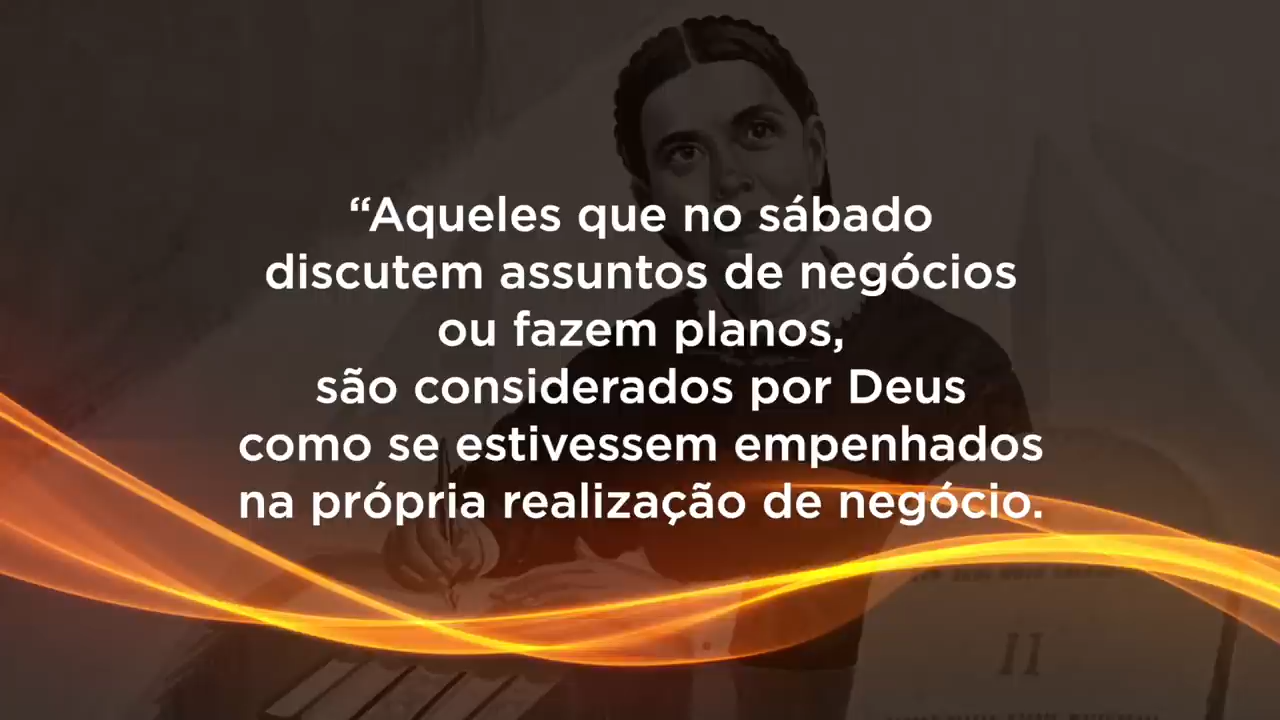 “Aqueles que no sábado
discutem assuntos de negócios
ou fazem planos,
são considerados por Deus
como se estivessem empenhados
na própria realização de negócio.
II